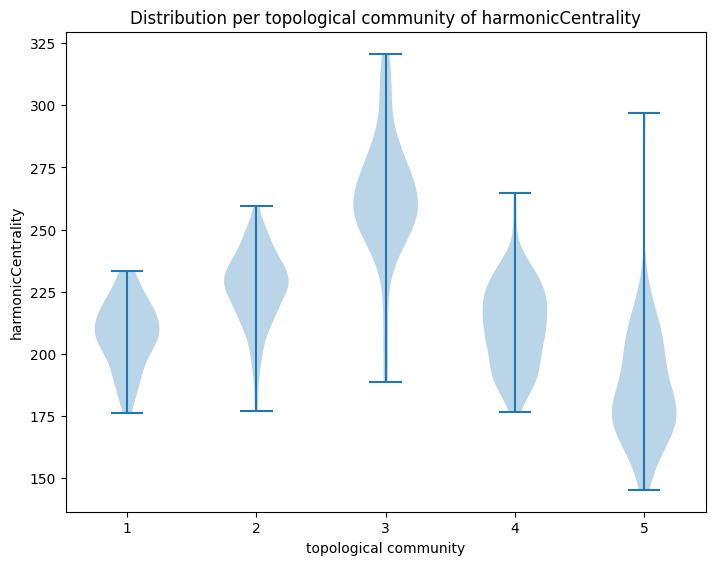 Distribution per topological community of harmonicCentrality
325
300
275
250
225
200
175
150
harmonicCentrality
1 2 3 4 5
topological community